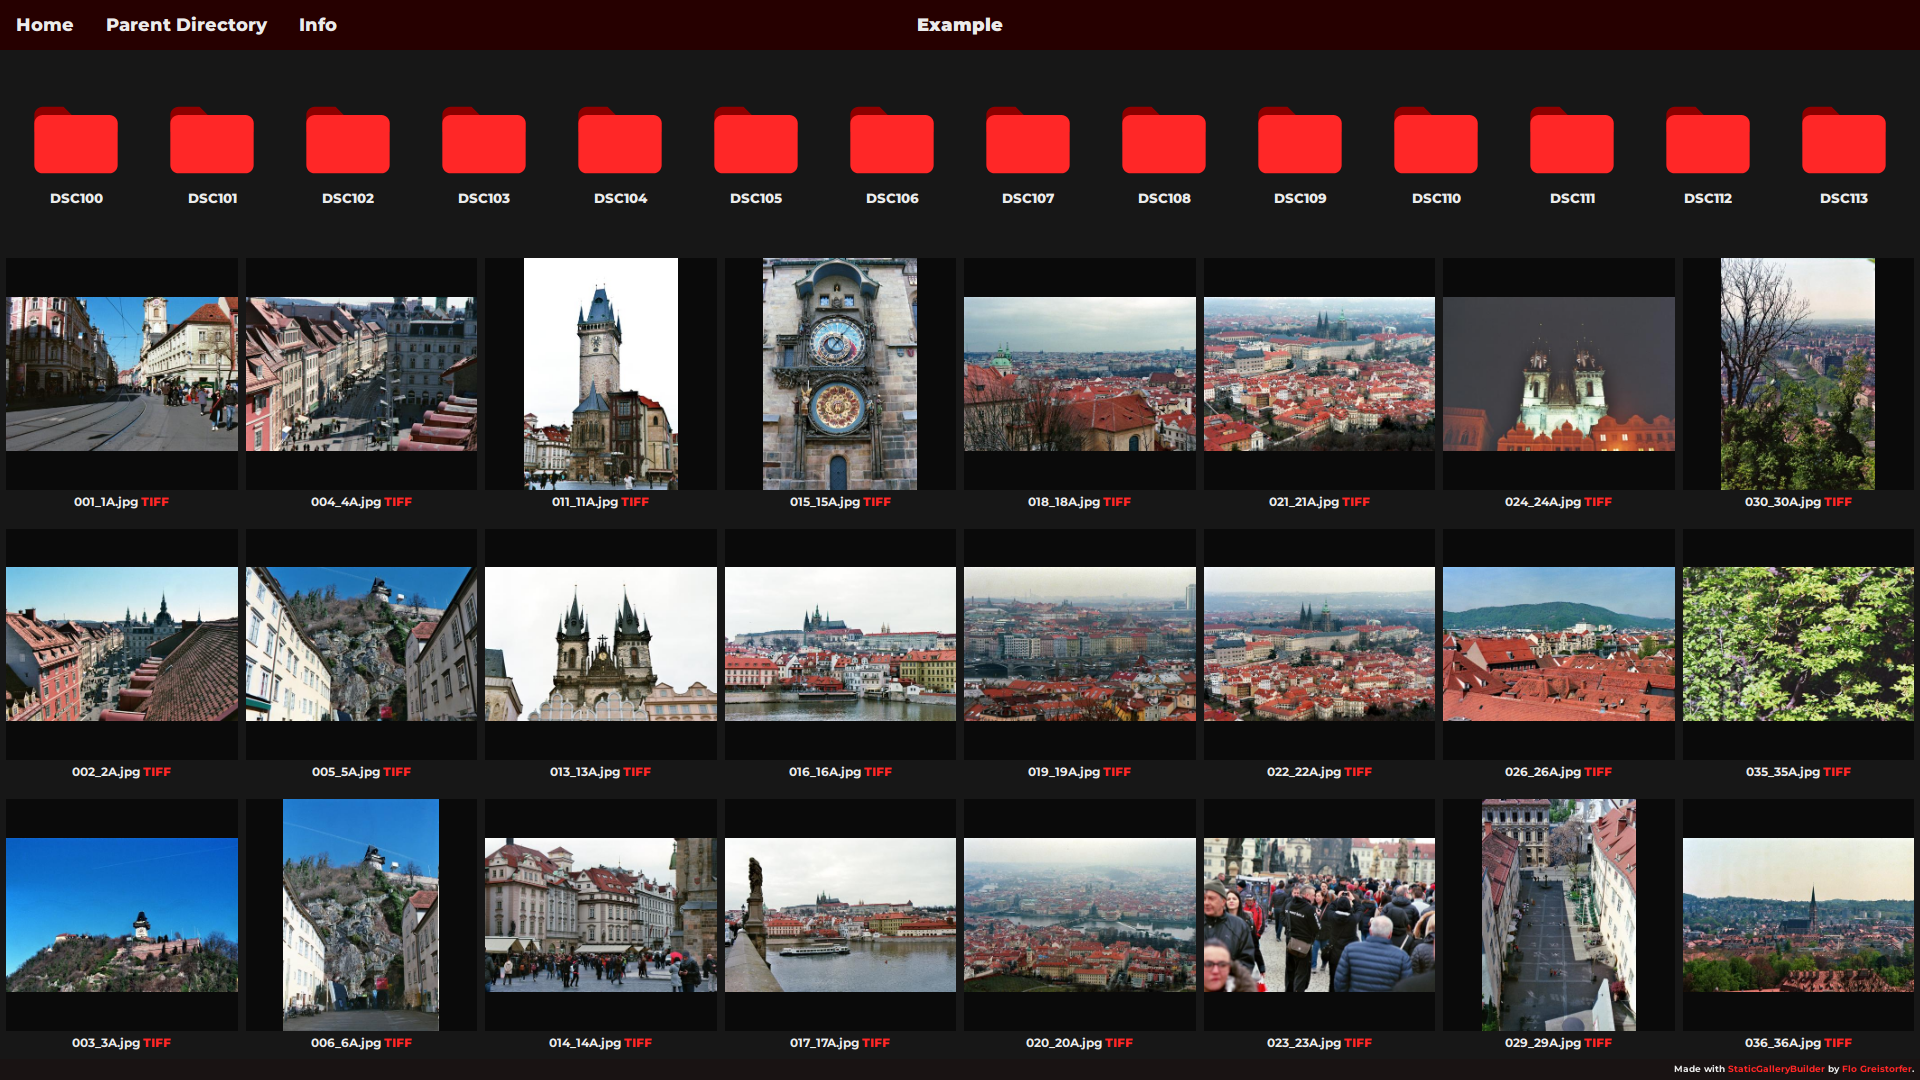 Home Parent Directory Info Example
DSC100 DSC101 DSC102 DSC103 DSC104 DSC105 DSC106 DSC107 DSC108 DSC109 DSC110 DSC111 DSC112 DSC113
001_1A.jpg TIFF 004_4A.jpg TIFF 011_11A.jpg TIFF 015_15A.jpg TIFF 018_18A.jpg TIFF 021_21A.jpg TIFF 024_24A.jpg TIFF 030_30A.jpg TIFF
002_2A.jpg TIFF 005_5A.jpg TIFF 013_13A.jpg TIFF 016_16A.jpg TIFF 019_19A.jpg TIFF 022_22A.jpg TIFF 026_26A.jpg TIFF 035_35A.jpg TIFF
003_3A.jpg TIFF 006_6A.jpg TIFF 014_14A.jpg TIFF 017_17A.jpg TIFF 020_20A.jpg TIFF 023_23A.jpg TIFF 029_29A.jpg TIFF 036_36A.jpg TIFF
Made with StaticGalleryBuilder by Flo Greistorfer.